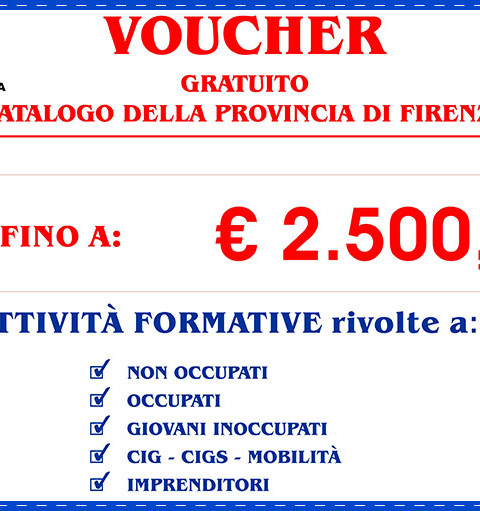 VOUCHER
GRATUITO
A
ATALOGO DELLA PROVINCIA DI FIRENZ
FINO A: € 2.500,
TTIVITÀ FORMATIVE rivolte a:
NON OCCUPATI
OCCUPATI
GIOVANI INOCCUPATI
CIG - CIGS - MOBILITÀ
IMPRENDITORI